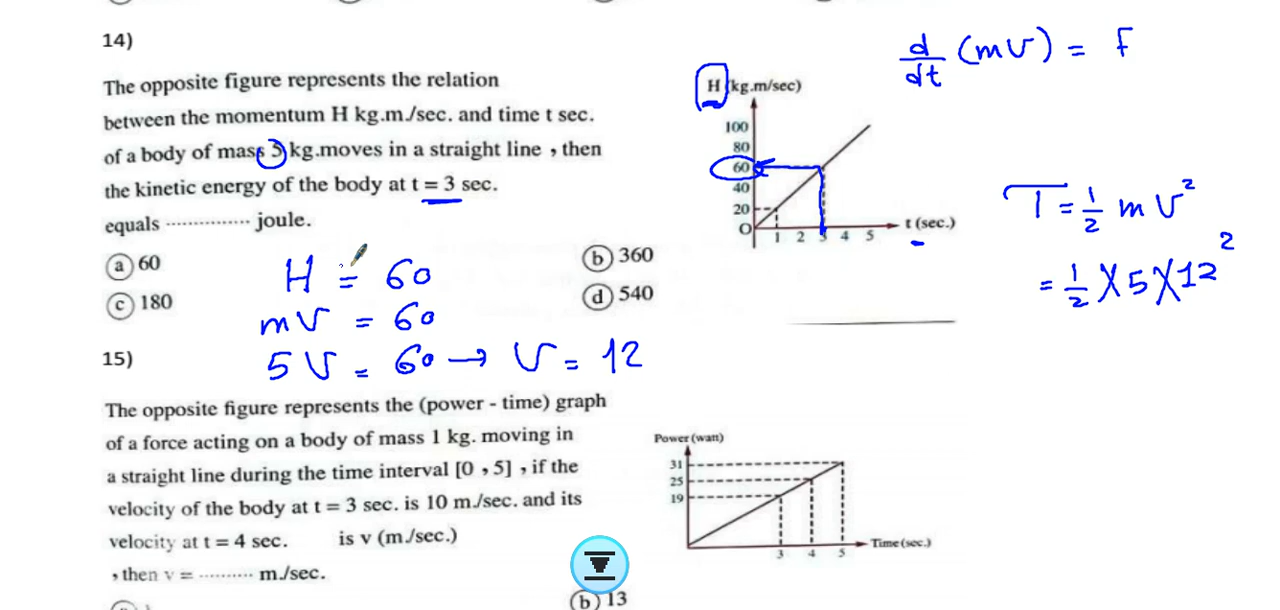 14)
d/dt (mv) = F
The opposite figure represents the relation
between the momentum H kg.m./sec. and time t sec.
of a body of mass 5 kg.moves in a straight line , then
the kinetic energy of the body at t = 3 sec.
equals ·············· joule.
H (kg.m/sec)
100
80
60
40
20
O
1 2 3 4 5
t (sec.)
T = 1/2 m v²
= 1/2 × 5 × 12²
a 60
b 360
c 180
d 540
H = 60
mv = 60
5 v = 60 → v = 12
15)
The opposite figure represents the (power - time) graph
of a force acting on a body of mass 1 kg. moving in
a straight line during the time interval [0 , 5] , if the
velocity of the body at t = 3 sec. is 10 m./sec. and its
velocity at t = 4 sec. is v (m./sec.)
, then v = ·········· m./sec.
Power (watt)
31
25
19
3 4 5
Time (sec.)
b 13